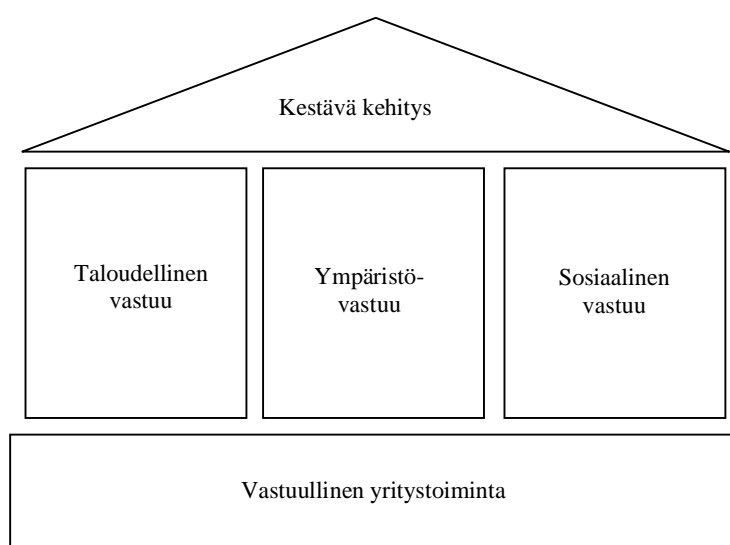 Kestävä kehitys
Taloudellinen
vastuu
Ympäristö-
vastuu
Sosiaalinen
vastuu
Vastuullinen yritystoiminta